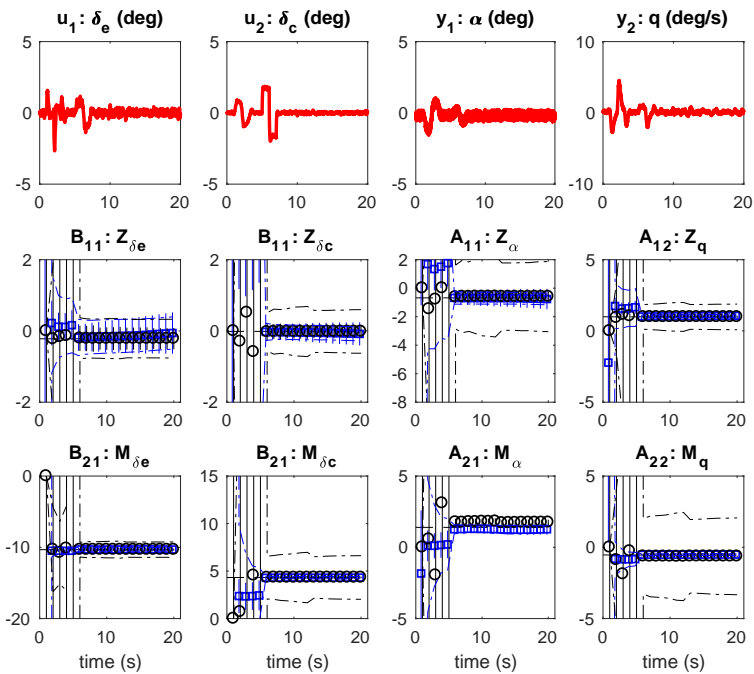 u₁: δₑ (deg)
5
0
-5
0 10 20
u₂: δ_c (deg)
5
0
-5
0 10 20
y₁: α (deg)
5
0
-5
0 10 20
y₂: q (deg/s)
10
0
-10
0 10 20
B₁₁: Z_δe
2
0
2
0 10 20
B₁₁: Z_δc
2
0
2
0 10 20
A₁₁: Z_α
2
0
-2
-4
-6
-8
0 10 20
A₁₂: Z_q
5
0
-5
0 10 20
B₂₁: M_δe
0
-10
-20
0 10 20
time (s)
B₂₁: M_δc
15
10
5
0
0 10 20
time (s)
A₂₁: M_α
5
0
-5
0 10 20
time (s)
A₂₂: M_q
5
0
-5
0 10 20
time (s)